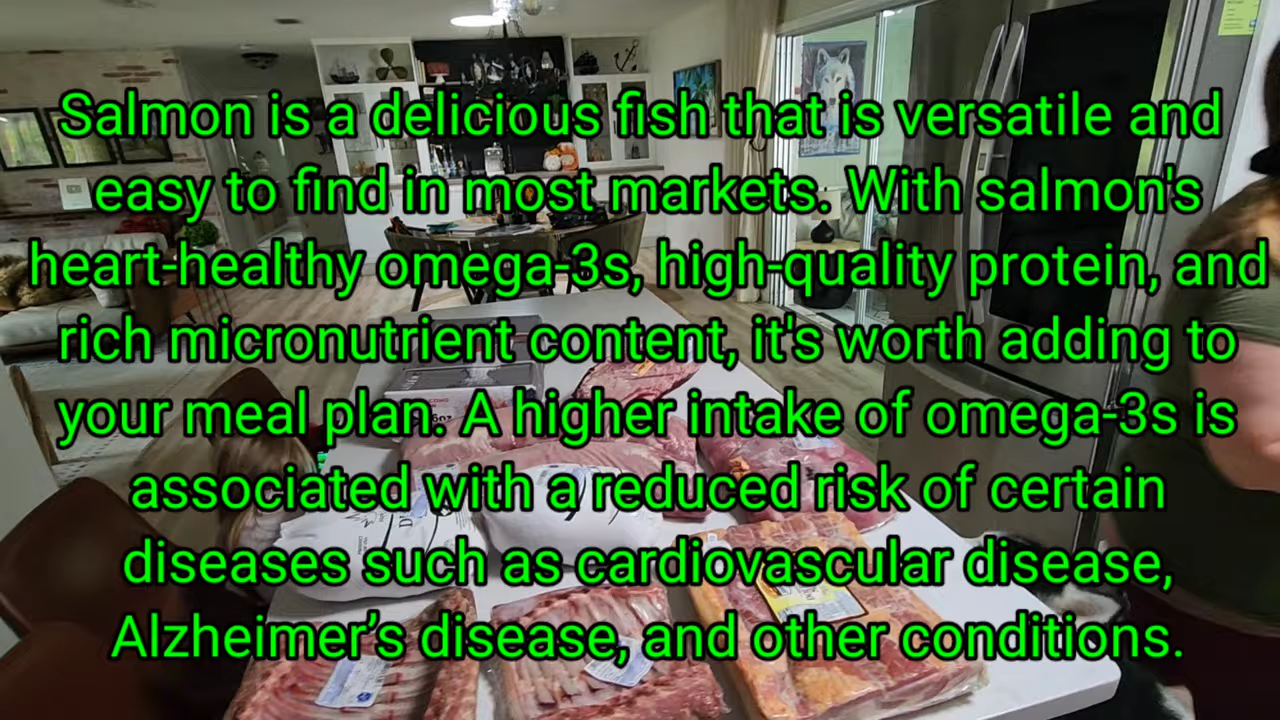 Salmon is a delicious fish that is versatile and
easy to find in most markets. With salmon's
heart-healthy omega-3s, high-quality protein, and
rich micronutrient content, it's worth adding to
your meal plan. A higher intake of omega-3s is
associated with a reduced risk of certain
diseases such as cardiovascular disease,
Alzheimer’s disease, and other conditions.